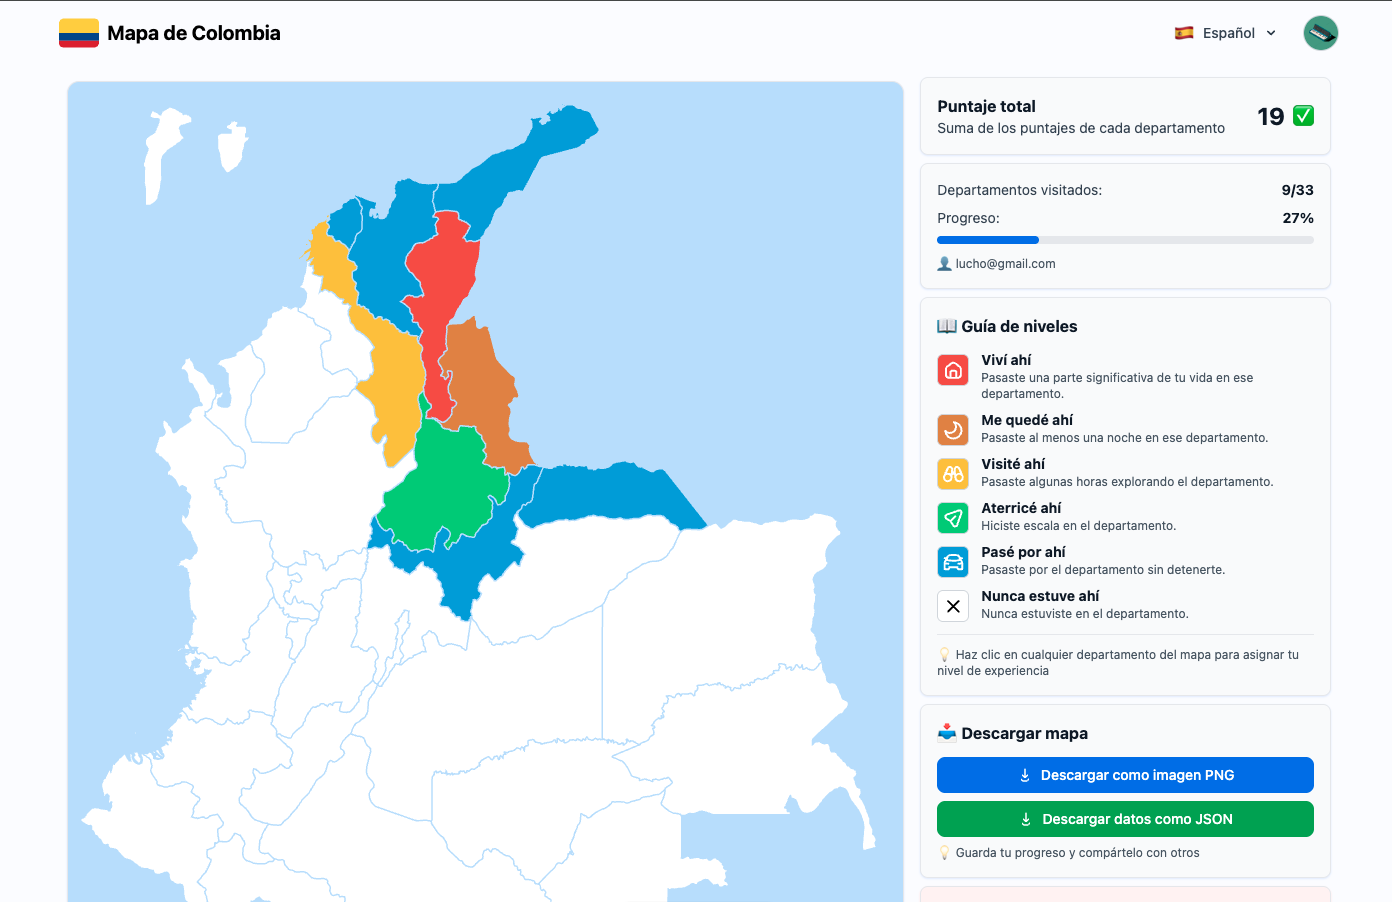 Mapa de Colombia
Español
Puntaje total
Suma de los puntajes de cada departamento
19
Departamentos visitados:
9/33
Progreso:
27%
lucho@gmail.com
Guía de niveles
Viví ahí
Pasaste una parte significativa de tu vida en ese
departamento.
Me quedé ahí
Pasaste al menos una noche en ese departamento.
Visité ahí
Pasaste algunas horas explorando el departamento.
Aterricé ahí
Hiciste escala en el departamento.
Pasé por ahí
Pasaste por el departamento sin detenerte.
Nunca estuve ahí
Nunca estuviste en el departamento.
Haz clic en cualquier departamento del mapa para asignar tu
nivel de experiencia
Descargar mapa
Descargar como imagen PNG
Descargar datos como JSON
Guarda tu progreso y compártelo con otros